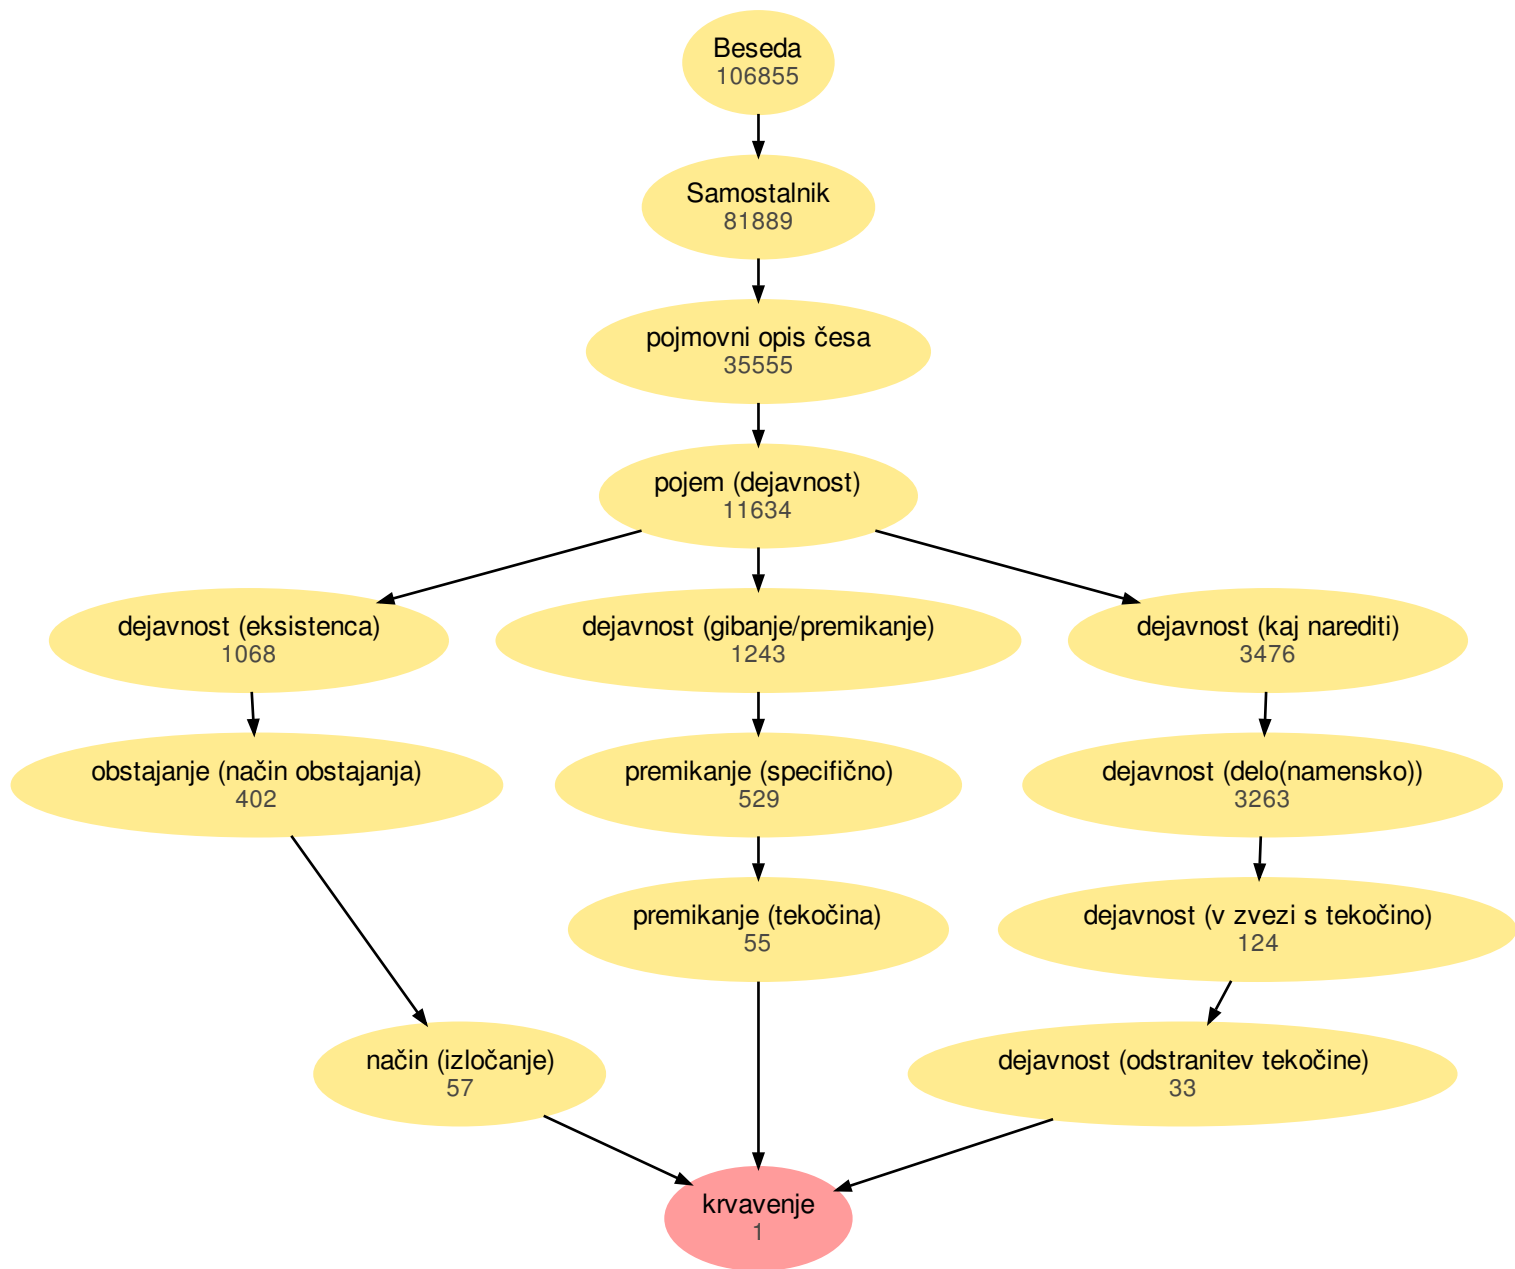 Beseda
106855
Samostalnik
81889
pojmovni opis česa
35555
pojem (dejavnost)
11634
dejavnost (eksistenca)
1068
dejavnost (gibanje/premikanje)
1243
dejavnost (kaj narediti)
3476
obstajanje (način obstajanja)
402
premikanje (specifično)
529
dejavnost (delo(namensko))
3263
premikanje (tekočina)
55
dejavnost (v zvezi s tekočino)
124
način (izločanje)
57
dejavnost (odstranitev tekočine)
33
krvavenje
1